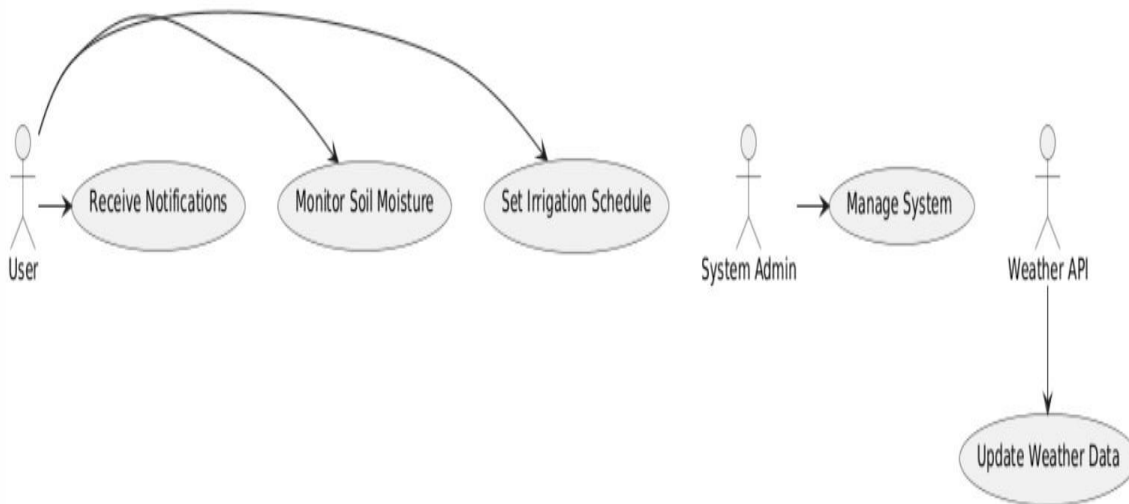 Receive Notifications
Monitor Soil Moisture
Set Irrigation Schedule
Manage System
User
System Admin
Weather API
Update Weather Data